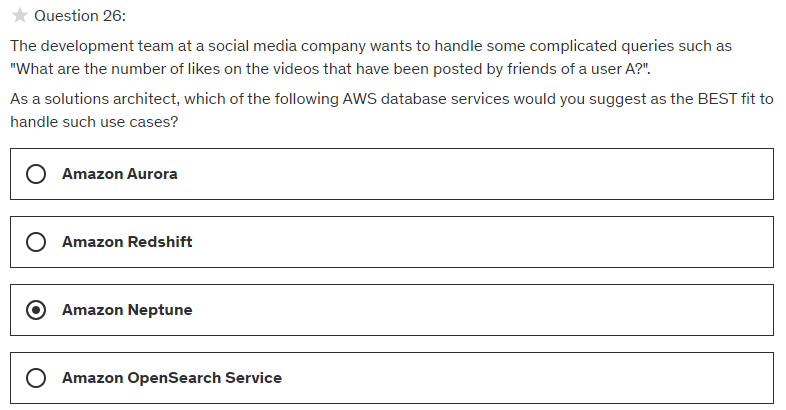 Question 26:
The development team at a social media company wants to handle some complicated queries such as
"What are the number of likes on the videos that have been posted by friends of a user A?".
As a solutions architect, which of the following AWS database services would you suggest as the BEST fit to
handle such use cases?
Amazon Aurora
Amazon Redshift
Amazon Neptune
Amazon OpenSearch Service